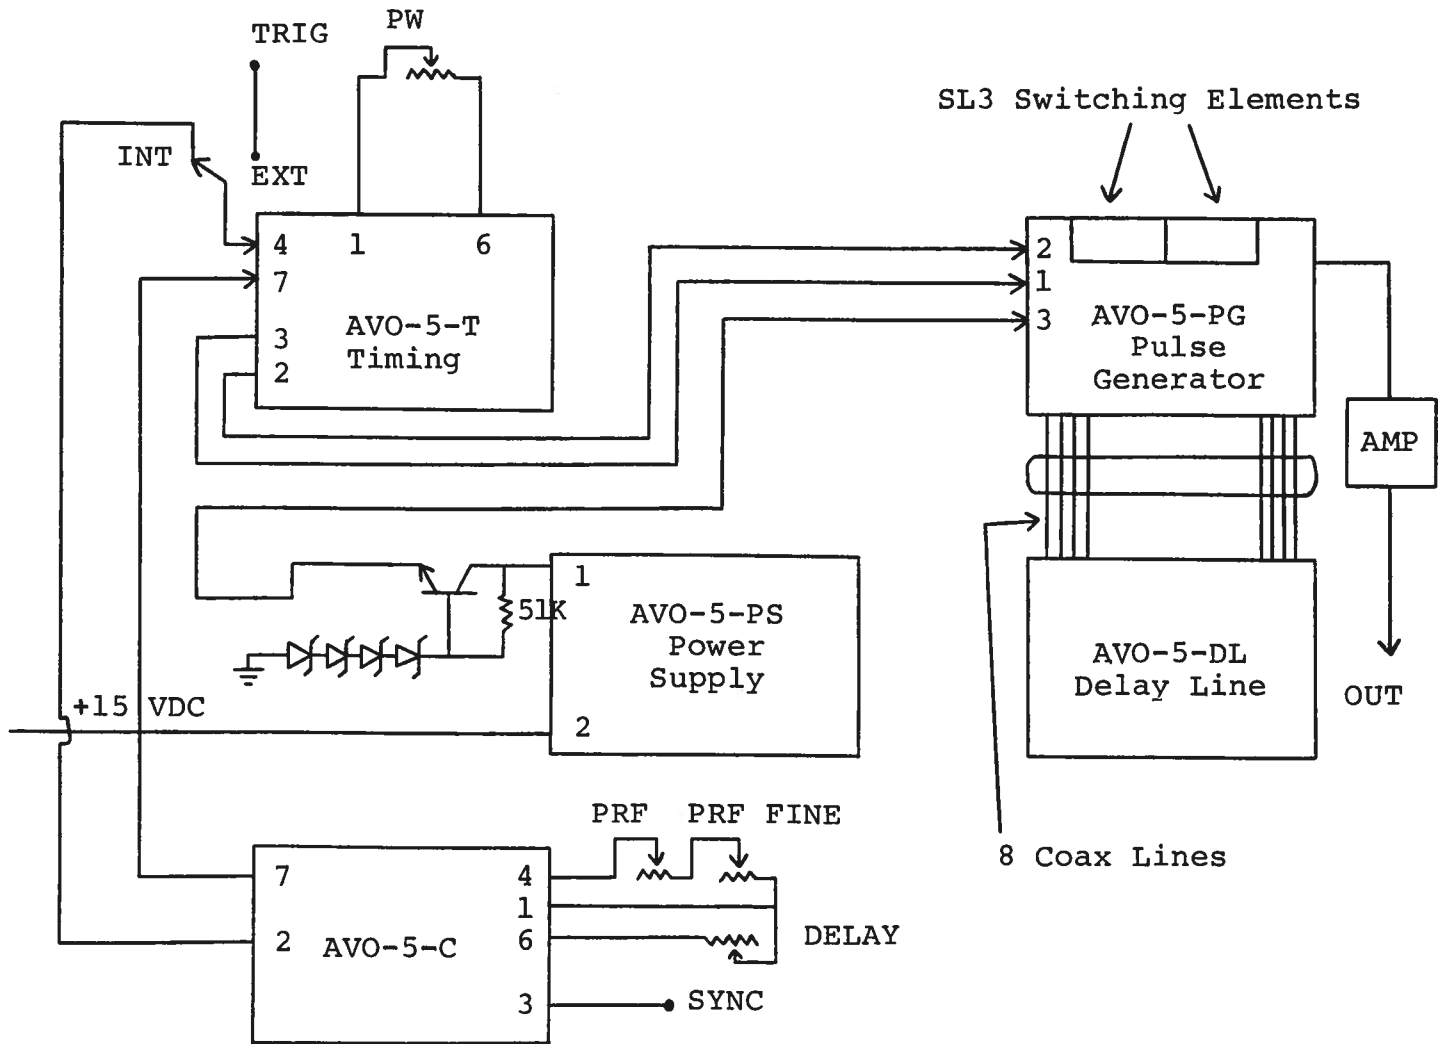 TRIG
PW
SL3 Switching Elements
INT
EXT
4 1 6
7
AVO-5-T
3 Timing
2
2
1
3 AVO-5-PG
Pulse
Generator
AMP
1
51K
AVO-5-PS
Power
Supply
2
+15 VDC
AVO-5-DL
Delay Line
OUT
8 Coax Lines
PRF PRF FINE
7 4
1
2 AVO-5-C 6 DELAY
3 SYNC